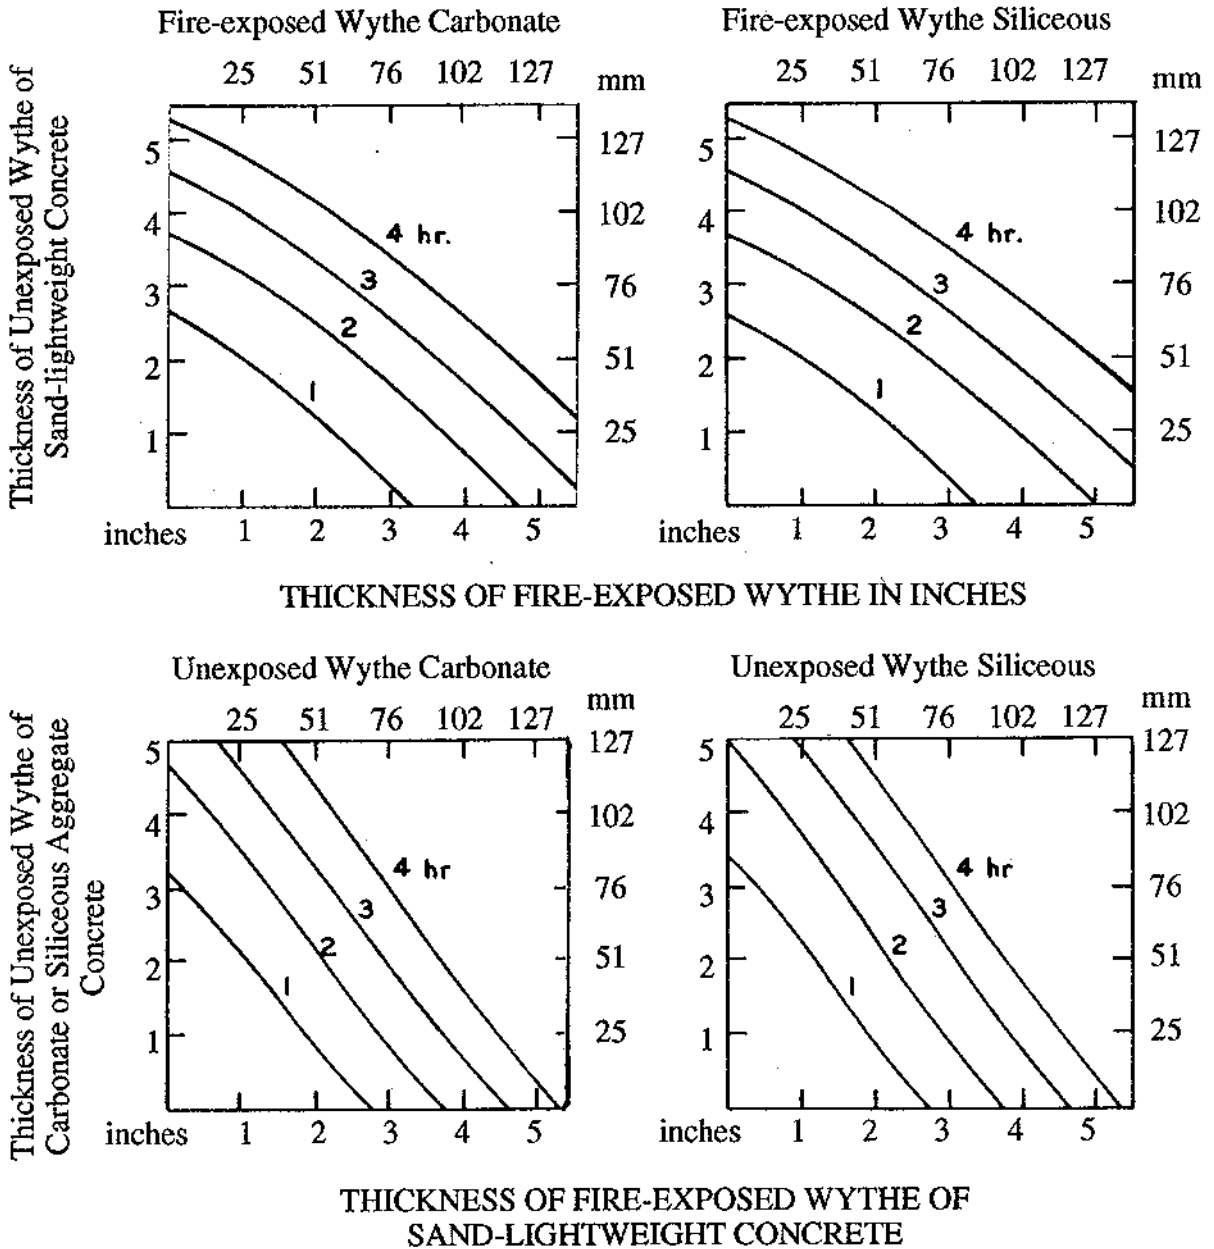 Fire-exposed Wythe Carbonate
25 51 76 102 127 mm
Thickness of Unexposed Wythe of
Sand-lightweight Concrete
5
4
3
2
1
127
102
76
51
25
4 hr.
3
2
1
inches 1 2 3 4 5
Fire-exposed Wythe Siliceous
25 51 76 102 127 mm
5
4
3
2
1
127
102
76
51
25
4 hr.
3
2
1
inches 1 2 3 4 5
THICKNESS OF FIRE-EXPOSED WYTHE IN INCHES
Unexposed Wythe Carbonate
25 51 76 102 127 mm
Thickness of Unexposed Wythe of
Carbonate or Siliceous Aggregate
Concrete
5
4
3
2
1
127
102
76
51
25
4 hr
3
2
1
inches 1 2 3 4 5
Unexposed Wythe Siliceous
25 51 76 102 127 mm
5
4
3
2
1
127
102
76
51
25
4 hr
3
2
1
inches 1 2 3 4 5
THICKNESS OF FIRE-EXPOSED WYTHE OF
SAND-LIGHTWEIGHT CONCRETE